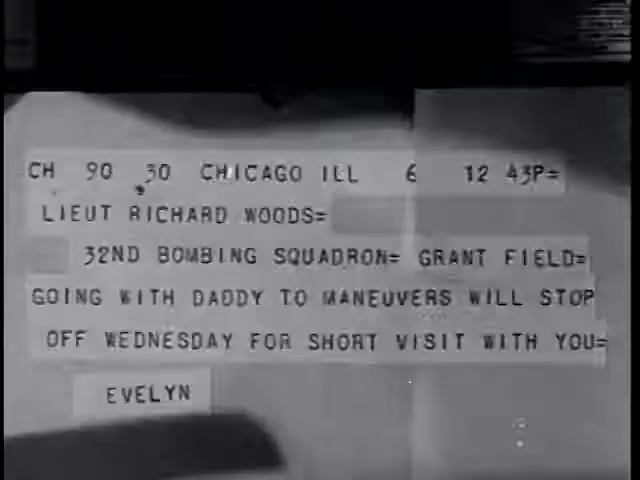 CH 90 30 CHICAGO ILL 6 12 43P=
LIEUT RICHARD WOODS=
32ND BOMBING SQUADRON= GRANT FIELD=
GOING WITH DADDY TO MANEUVERS WILL STOP
OFF WEDNESDAY FOR SHORT VISIT WITH YOU=
EVELYN